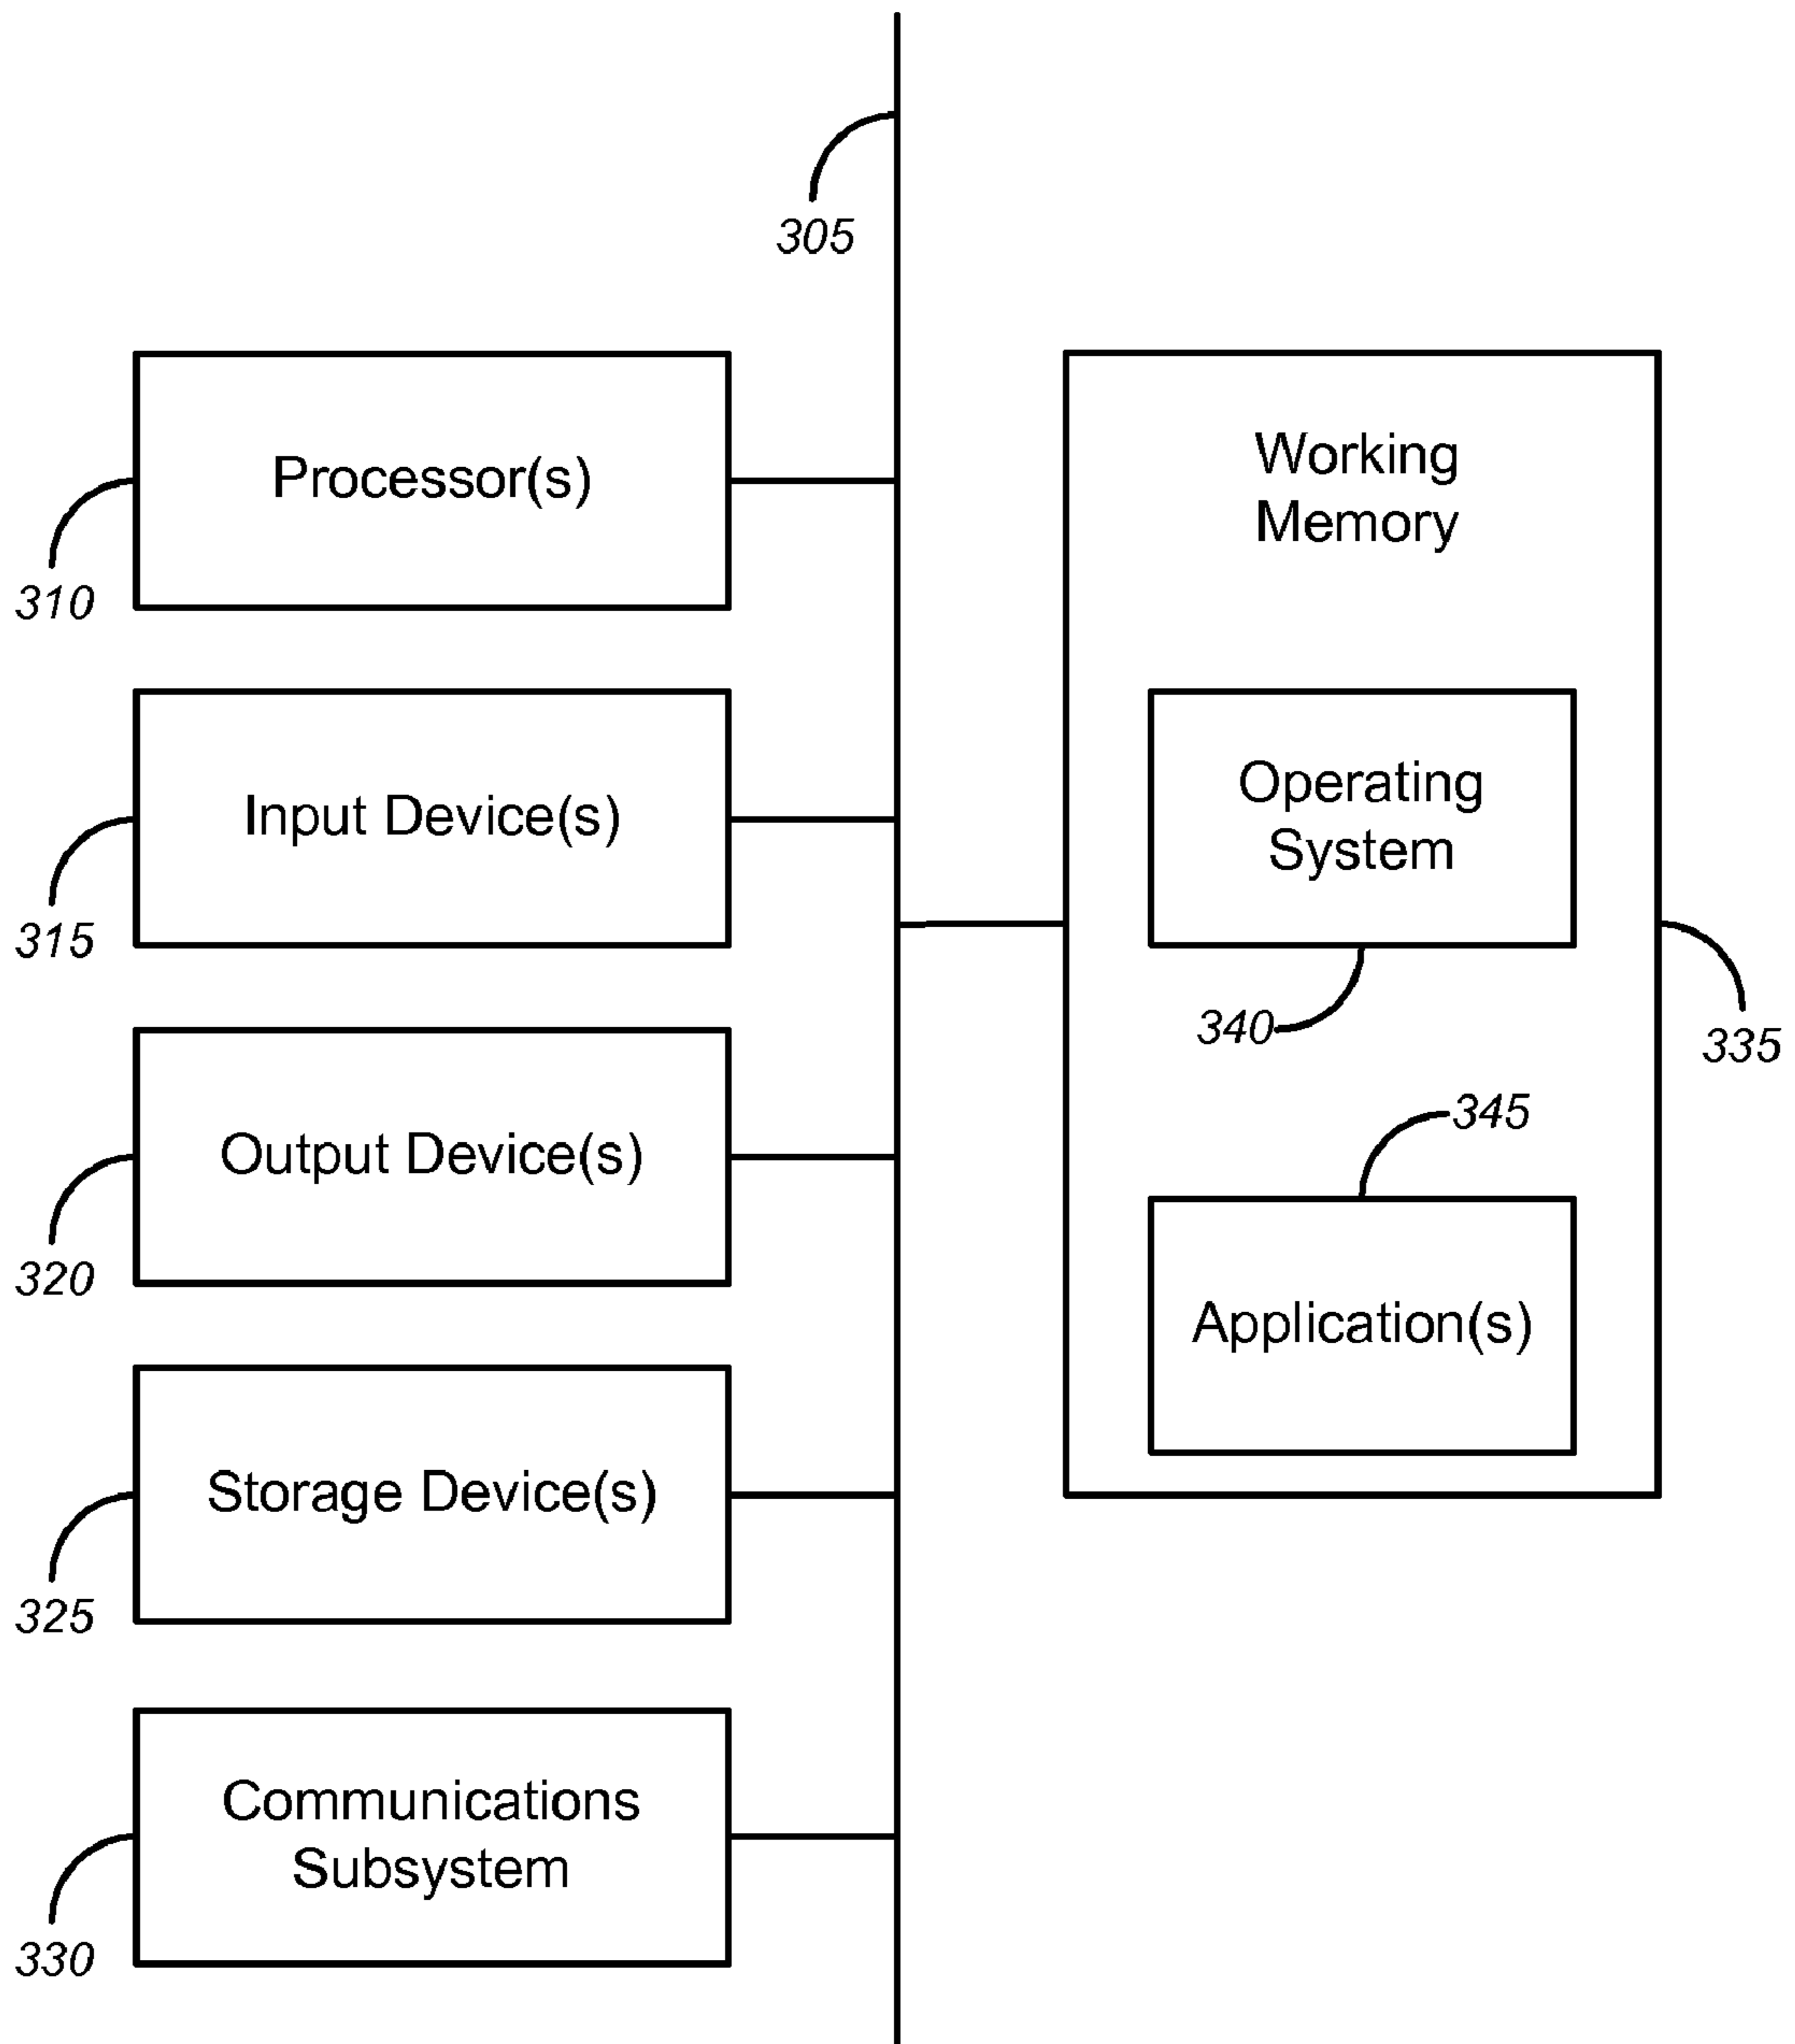 305
Processor(s)
310
Input Device(s)
315
Output Device(s)
320
Storage Device(s)
325
Communications
Subsystem
330
Working
Memory
Operating
System
340
335
345
Application(s)